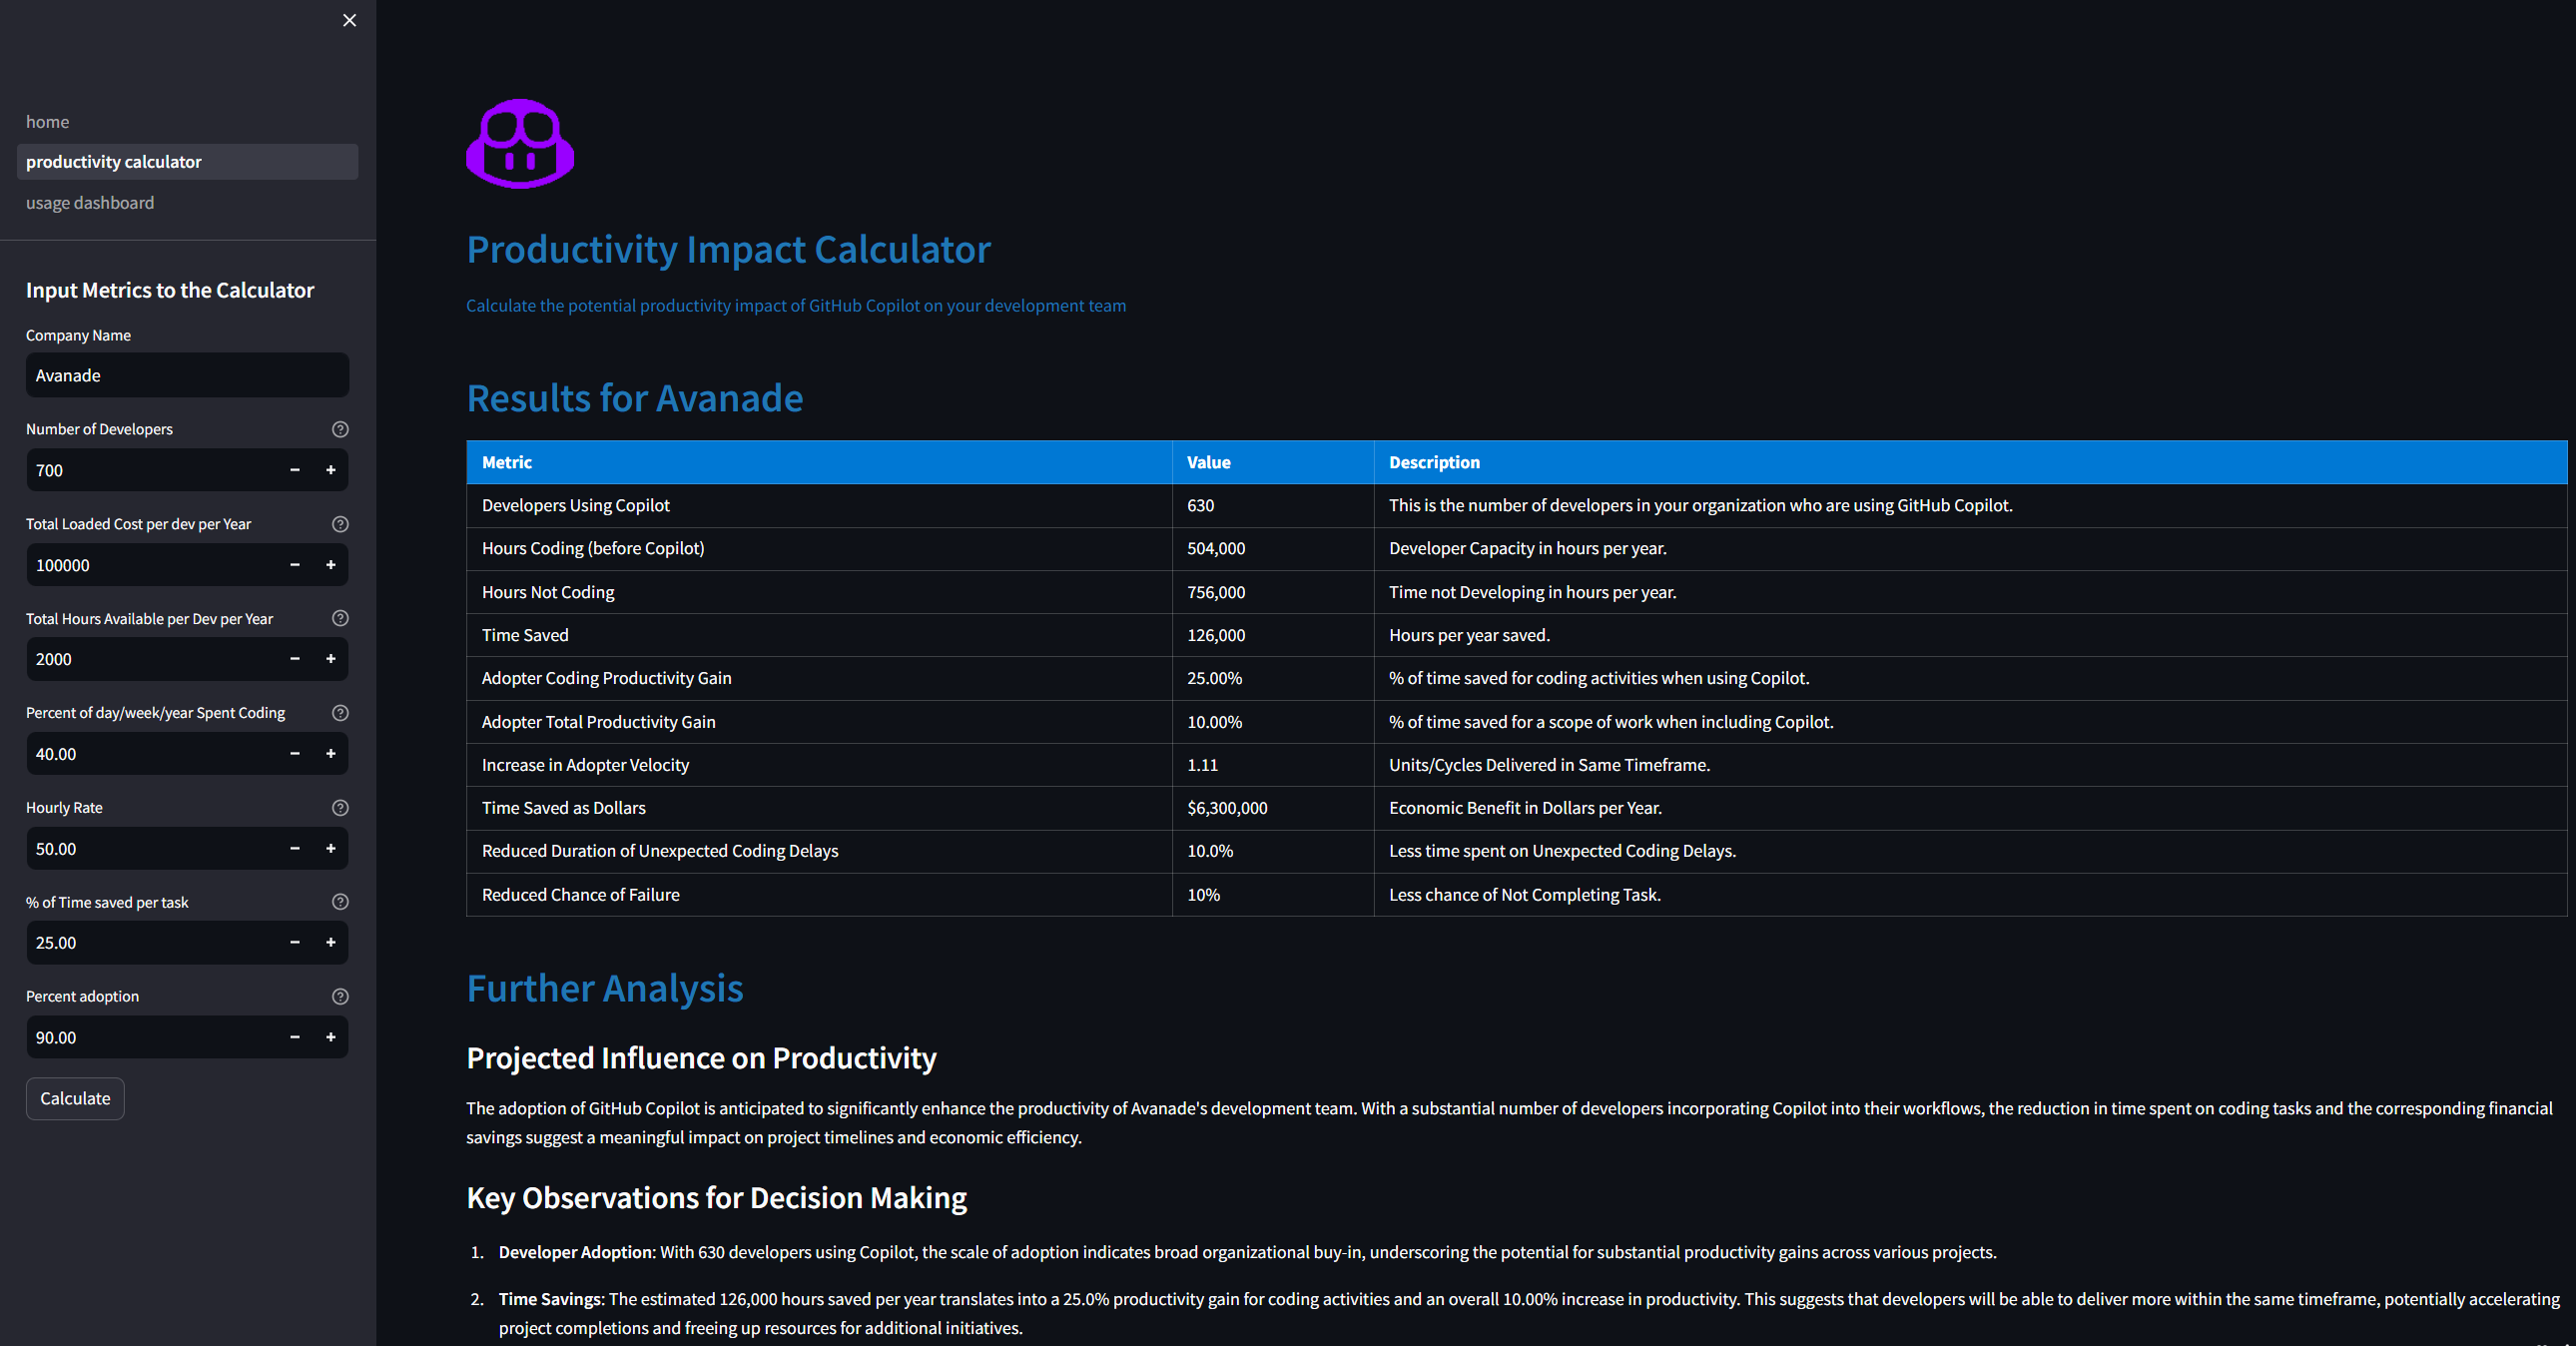 home
productivity calculator
usage dashboard
Input Metrics to the Calculator
Company Name
Avanade
Number of Developers
700
Total Loaded Cost per dev per Year
100000
Total Hours Available per Dev per Year
2000
Percent of day/week/year Spent Coding
40.00
Hourly Rate
50.00
% of Time saved per task
25.00
Percent adoption
90.00
Calculate
Productivity Impact Calculator
Calculate the potential productivity impact of GitHub Copilot on your development team
Results for Avanade
Metric Value Description
Developers Using Copilot 630 This is the number of developers in your organization who are using GitHub Copilot.
Hours Coding (before Copilot) 504,000 Developer Capacity in hours per year.
Hours Not Coding 756,000 Time not Developing in hours per year.
Time Saved 126,000 Hours per year saved.
Adopter Coding Productivity Gain 25.00% % of time saved for coding activities when using Copilot.
Adopter Total Productivity Gain 10.00% % of time saved for a scope of work when including Copilot.
Increase in Adopter Velocity 1.11 Units/Cycles Delivered in Same Timeframe.
Time Saved as Dollars $6,300,000 Economic Benefit in Dollars per Year.
Reduced Duration of Unexpected Coding Delays 10.0% Less time spent on Unexpected Coding Delays.
Reduced Chance of Failure 10% Less chance of Not Completing Task.
Further Analysis
Projected Influence on Productivity
The adoption of GitHub Copilot is anticipated to significantly enhance the productivity of Avanade's development team. With a substantial number of developers incorporating Copilot into their workflows, the reduction in time spent on coding tasks and the corresponding financial
savings suggest a meaningful impact on project timelines and economic efficiency.
Key Observations for Decision Making
1. Developer Adoption: With 630 developers using Copilot, the scale of adoption indicates broad organizational buy-in, underscoring the potential for substantial productivity gains across various projects.
2. Time Savings: The estimated 126,000 hours saved per year translates into a 25.0% productivity gain for coding activities and an overall 10.00% increase in productivity. This suggests that developers will be able to deliver more within the same timeframe, potentially accelerating
project completions and freeing up resources for additional initiatives.